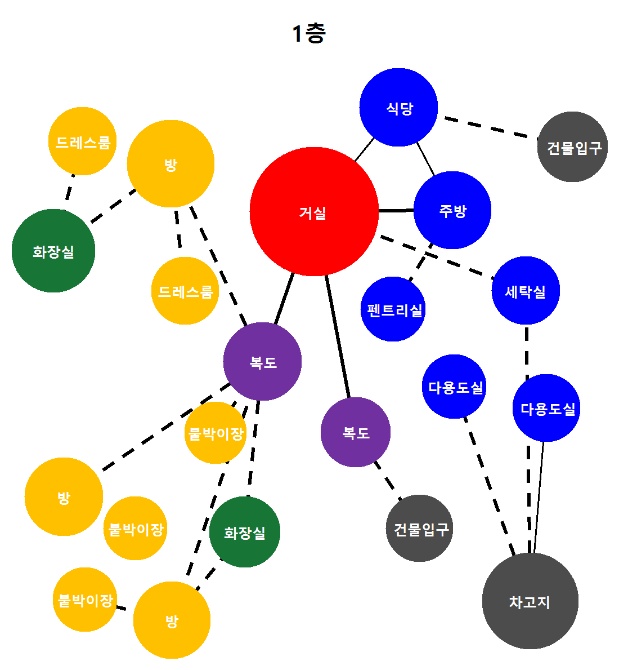 1층
식당
드레스룸
방
건물입구
거실
주방
화장실
드레스룸
펜트리실
세탁실
복도
다용도실
다용도실
붙박이장
복도
방
붙박이장
화장실
건물입구
붙박이장
방
차고지